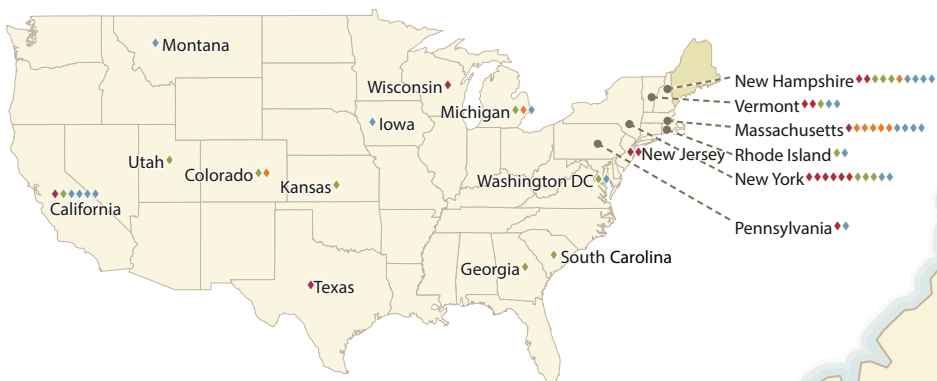 Montana
Wisconsin
New Hampshire
Michigan
Vermont
Iowa
Massachusetts
Utah
New Jersey
Rhode Island
Colorado
Kansas
Washington DC
New York
California
Pennsylvania
South Carolina
Georgia
Texas